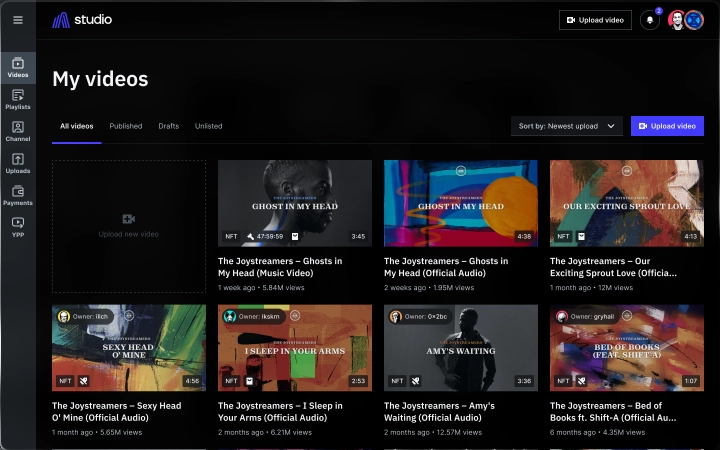 studio
Upload video
2
Videos
Playlists
Channel
Uploads
Payments
YPP
My videos
All videos
Published
Drafts
Unlisted
Sort by: Newest upload
Upload video
Upload new video
THE JOYSTREAMERS
GHOST IN MY HEAD
NFT
47:59:59
3:45
The Joystreamers – Ghosts in
My Head (Music Video)
1 week ago • 5.84M views
THE JOYSTREAMERS
GHOST IN MY HEAD
4:38
The Joystreamers – Ghosts in
My Head (Official Audio)
2 weeks ago • 1.95M views
THE JOYSTREAMERS
OUR EXCITING SPROUT LOVE
NFT
4:13
The Joystreamers – Our
Exciting Sprout Love (Officia...
1 month ago • 12M views
Owner: ilich
THE JOYSTREAMERS
SEXY HEAD
O' MINE
NFT
4:56
The Joystreamers – Sexy Head
O' Mine (Official Audio)
1 month ago • 5.65M views
Owner: ikskm
THE JOYSTREAMERS
I SLEEP IN YOUR ARMS
NFT
2:53
The Joystreamers – I Sleep in
Your Arms (Official Audio)
2 months ago • 6.21M views
Owner: 0x2bc
THE JOYSTREAMERS
AMY'S WAITING
NFT
3:36
The Joystreamers – Amy's
Waiting (Official Audio)
2 months ago • 12.57M views
Owner: gryhail
THE JOYSTREAMERS
BED OF BOOKS
(FEAT. SHIFT-A)
NFT
1:07
The Joystreamers – Bed of
Books ft. Shift-A (Official Au...
6 months ago • 4.35M views